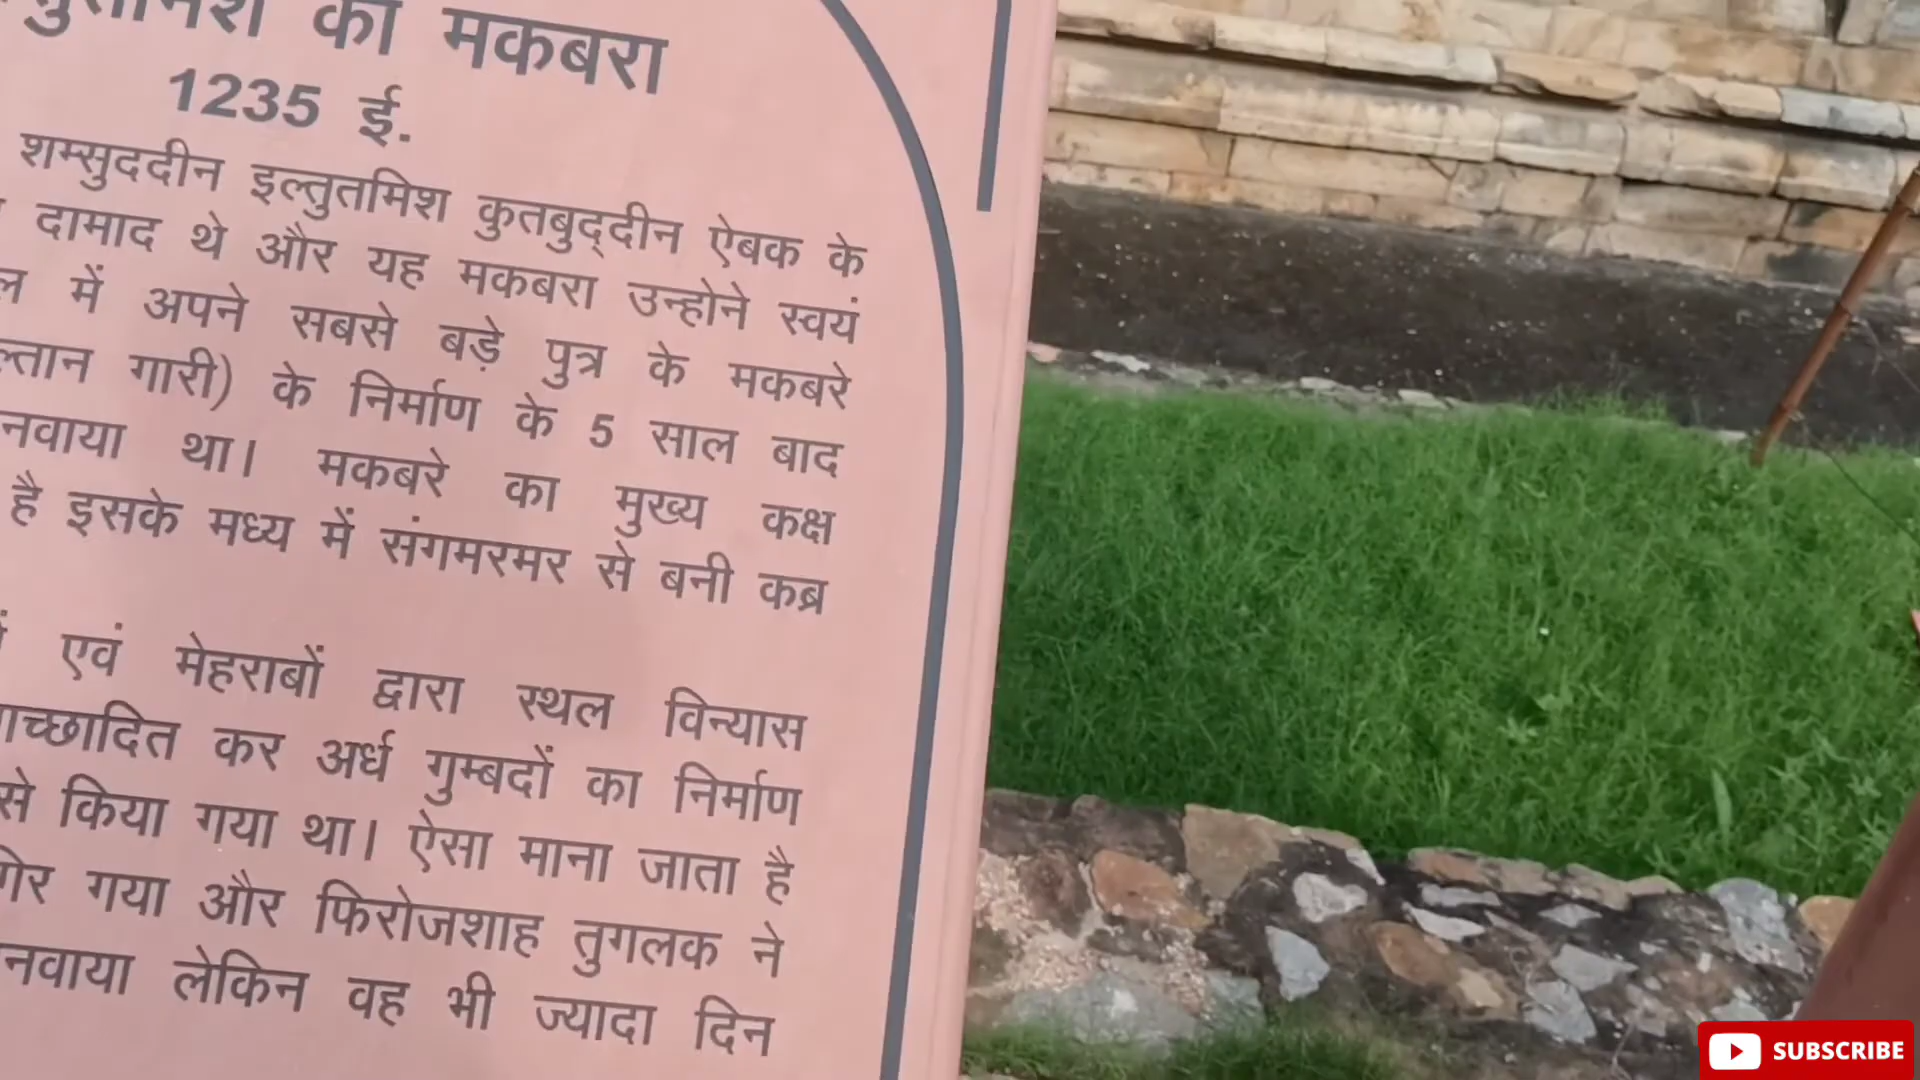 का मकबरा
1235 ई.
शम्सुददीन इल्तुतमिश कुतबुद्दीन ऐबक के
दामाद थे और यह मकबरा उन्होने स्वयं
में अपने सबसे बड़े पुत्र के मकबरे
गारी) के निर्माण के 5 साल बाद
था। मकबरे का मुख्य कक्ष
है इसके मध्य में संगमरमर से बनी कब्र
एवं मेहराबों द्वारा स्थल विन्यास
कर अर्ध गुम्बदों का निर्माण
से किया गया था। ऐसा माना जाता है
गया और फिरोजशाह तुगलक ने
लेकिन वह भी ज्यादा दिन
SUBSCRIBE